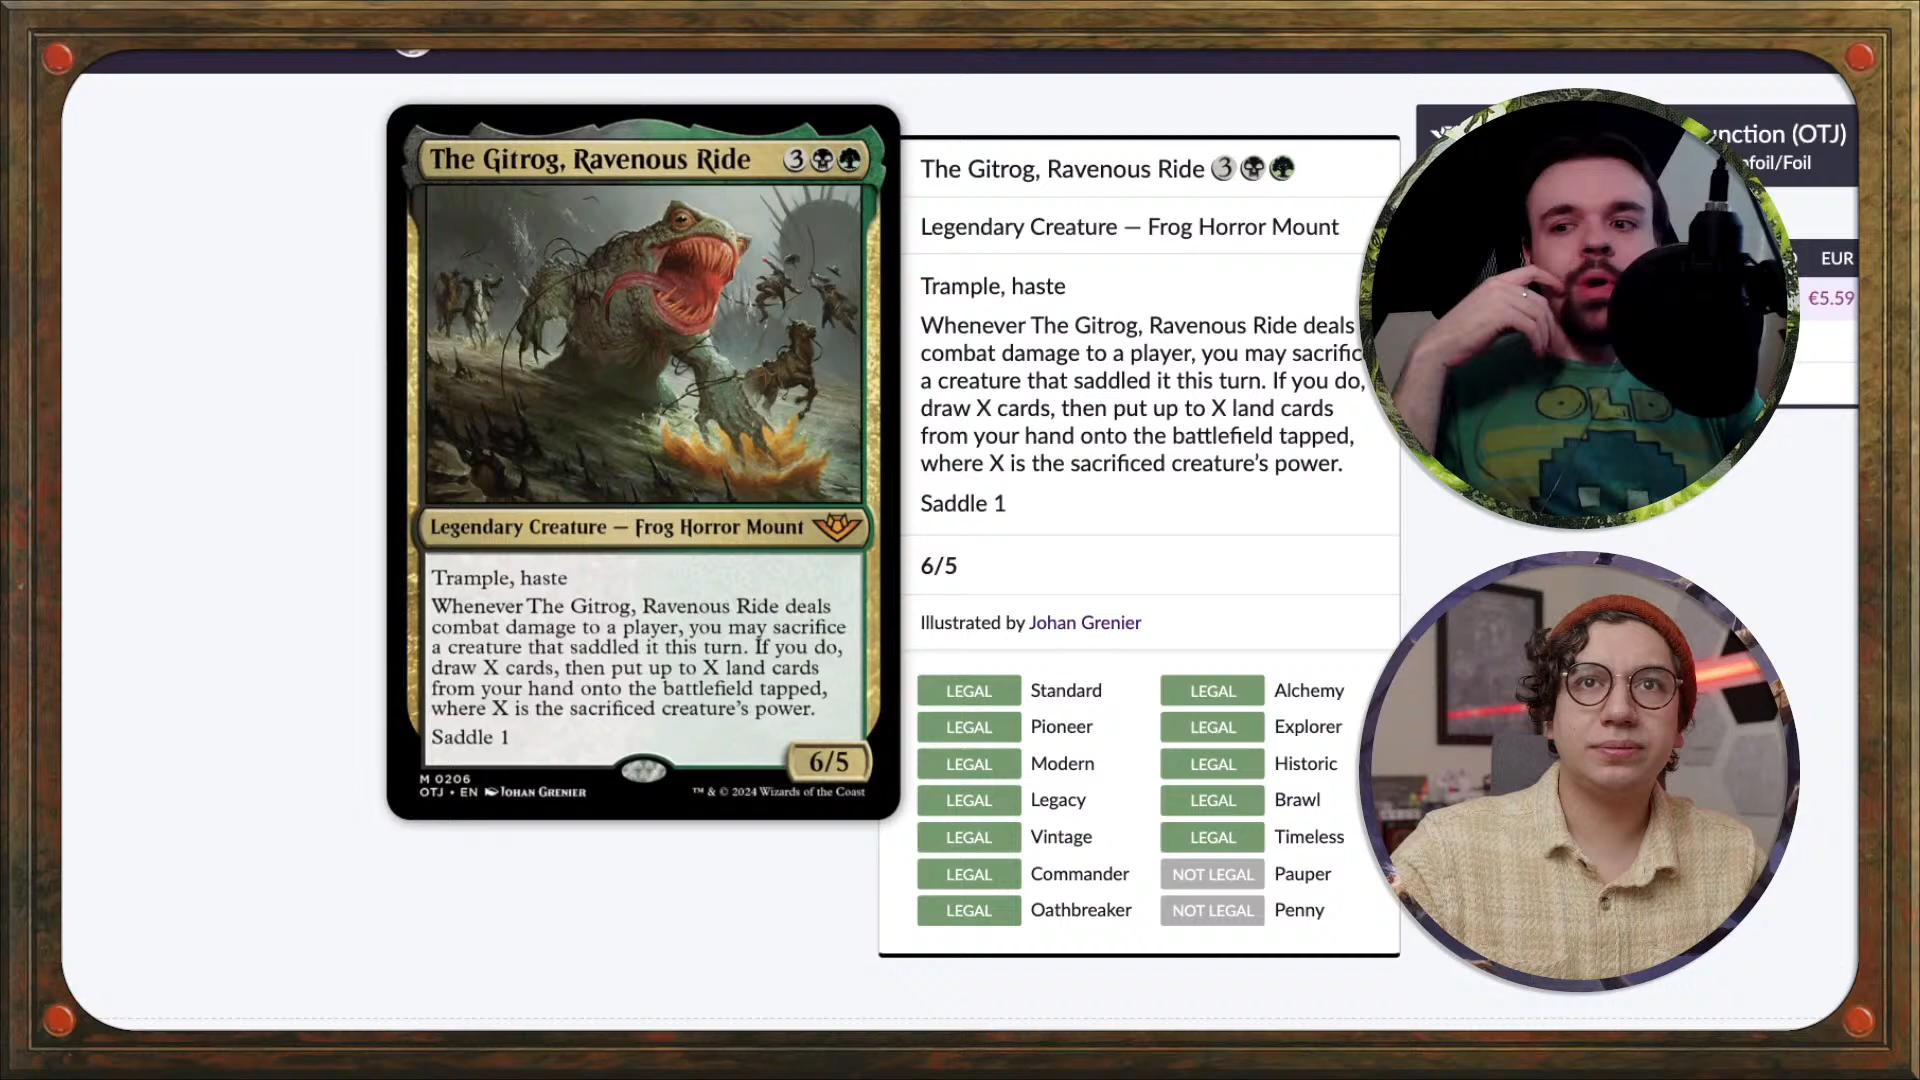 The Gitrog, Ravenous Ride 3
Legendary Creature — Frog Horror Mount
Trample, haste
Whenever The Gitrog, Ravenous Ride deals
combat damage to a player, you may sacrifice
a creature that saddled it this turn. If you do,
draw X cards, then put up to X land cards
from your hand onto the battlefield tapped,
where X is the sacrificed creature's power.
Saddle 1
6/5
M 0206
OTJ • EN JOHAN GRENIER
™ & © 2024 Wizards of the Coast
The Gitrog, Ravenous Ride 3
Legendary Creature — Frog Horror Mount
Trample, haste
Whenever The Gitrog, Ravenous Ride deals
combat damage to a player, you may sacrific
a creature that saddled it this turn. If you do,
draw X cards, then put up to X land cards
from your hand onto the battlefield tapped,
where X is the sacrificed creature's power.
Saddle 1
6/5
Illustrated by Johan Grenier
LEGAL Standard LEGAL Alchemy
LEGAL Pioneer LEGAL Explorer
LEGAL Modern LEGAL Historic
LEGAL Legacy LEGAL Brawl
LEGAL Vintage LEGAL Timeless
LEGAL Commander NOT LEGAL Pauper
LEGAL Oathbreaker NOT LEGAL Penny
unction (OTJ)
nfoil/Foil
EUR
€5.59
OLD